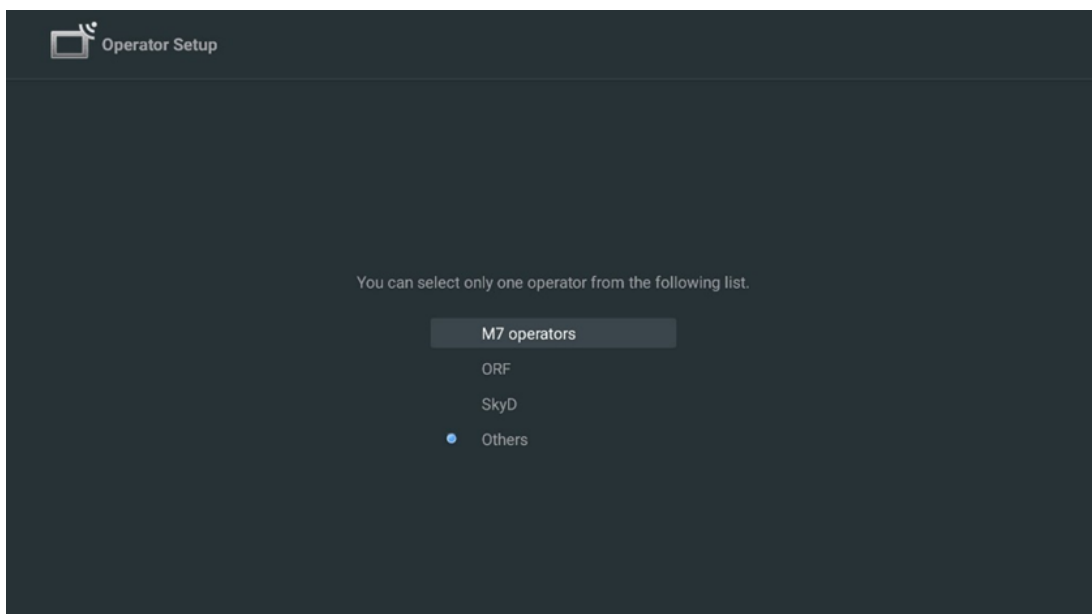 Operator Setup
You can select only one operator from the following list.
M7 operators
ORF
SkyD
Others